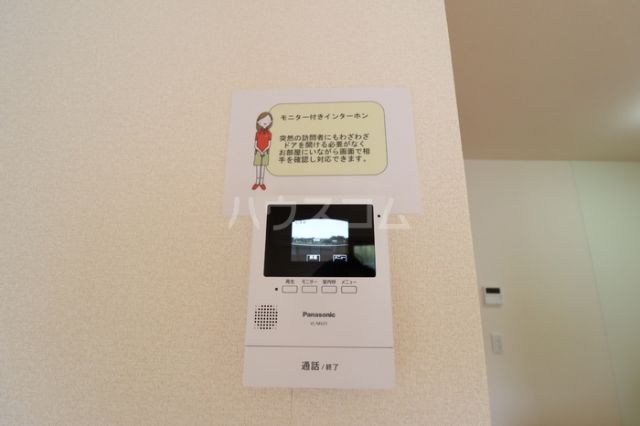 モニター付きインターホン
突然の訪問者にもわざわざ
ドアを開ける必要がなく
お部屋にいながら画面で相
手を確認し対応できます。
ハウスコム
再生 モニター 室内呼 メニュー
Panasonic
通話/終了